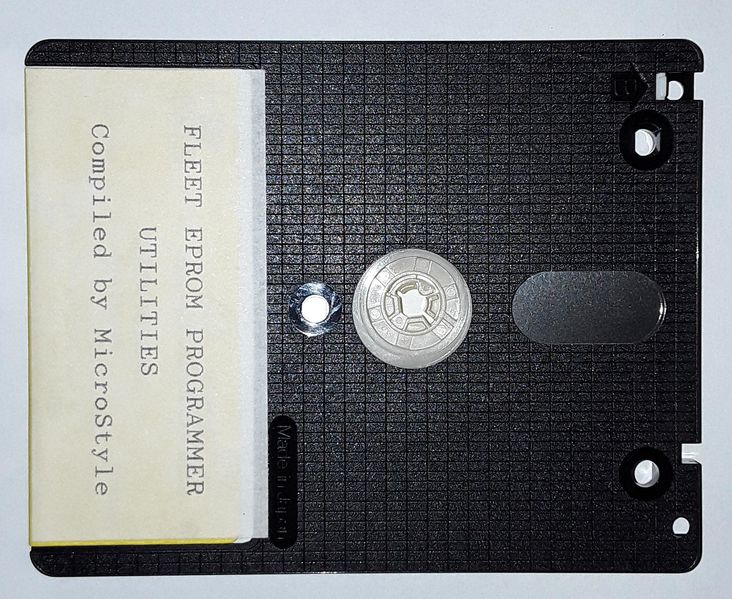 FLEET EPROM PROGRAMMER
UTILITIES
Compiled by MicroStyle
Made in Japan